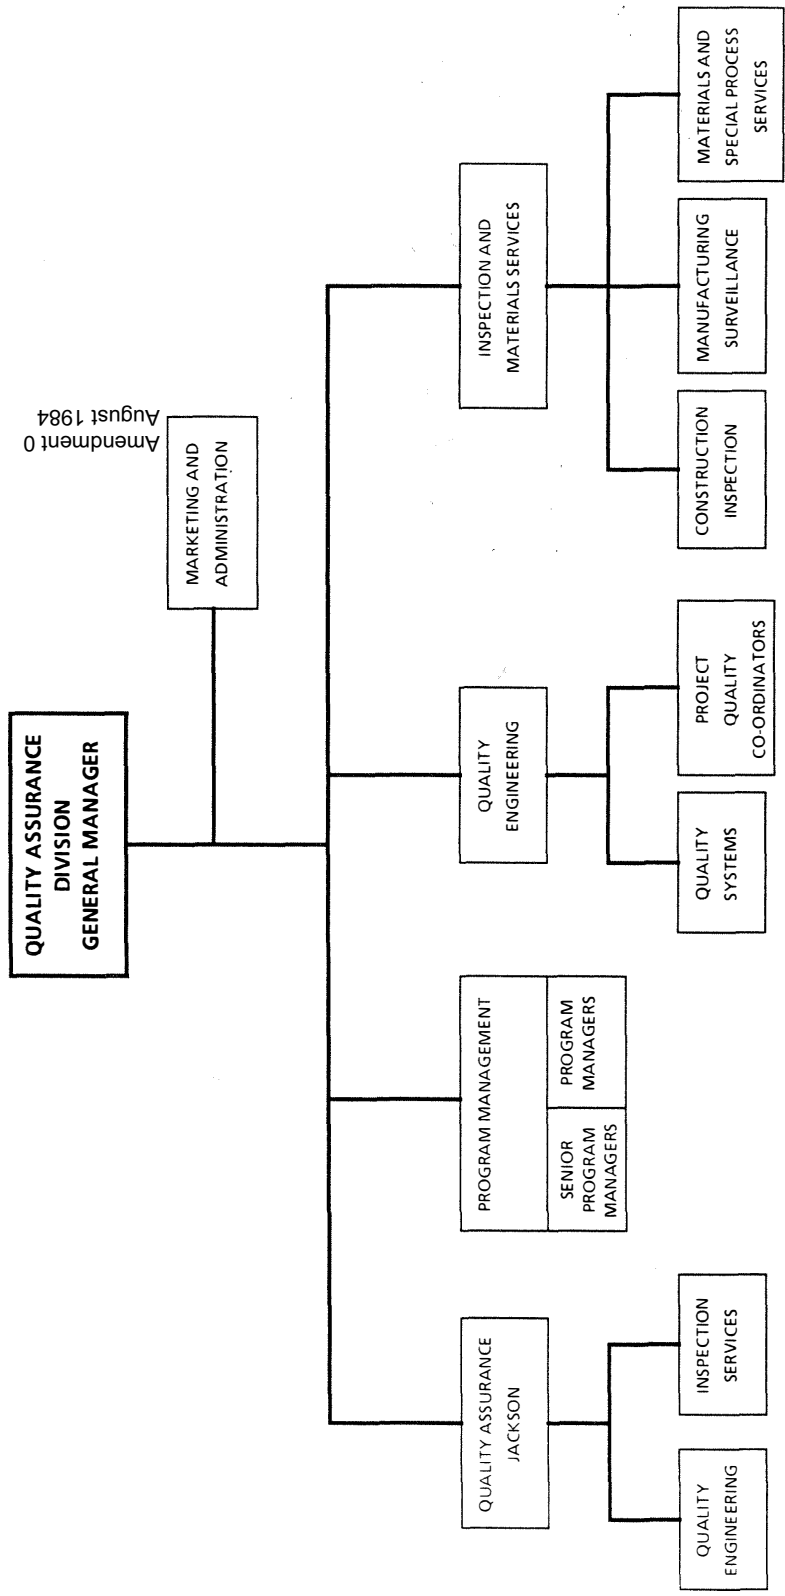 Amendment 0
August 1984
QUALITY ASSURANCE
DIVISION
GENERAL MANAGER
MARKETING AND
ADMINISTRATION
QUALITY ASSURANCE
JACKSON
PROGRAM MANAGEMENT
SENIOR
PROGRAM
MANAGERS
PROGRAM
MANAGERS
QUALITY
ENGINEERING
INSPECTION AND
MATERIALS SERVICES
QUALITY
ENGINEERING
INSPECTION
SERVICES
QUALITY
SYSTEMS
PROJECT
QUALITY
CO-ORDINATORS
CONSTRUCTION
INSPECTION
MANUFACTURING
SURVEILLANCE
MATERIALS AND
SPECIAL PROCESS
SERVICES